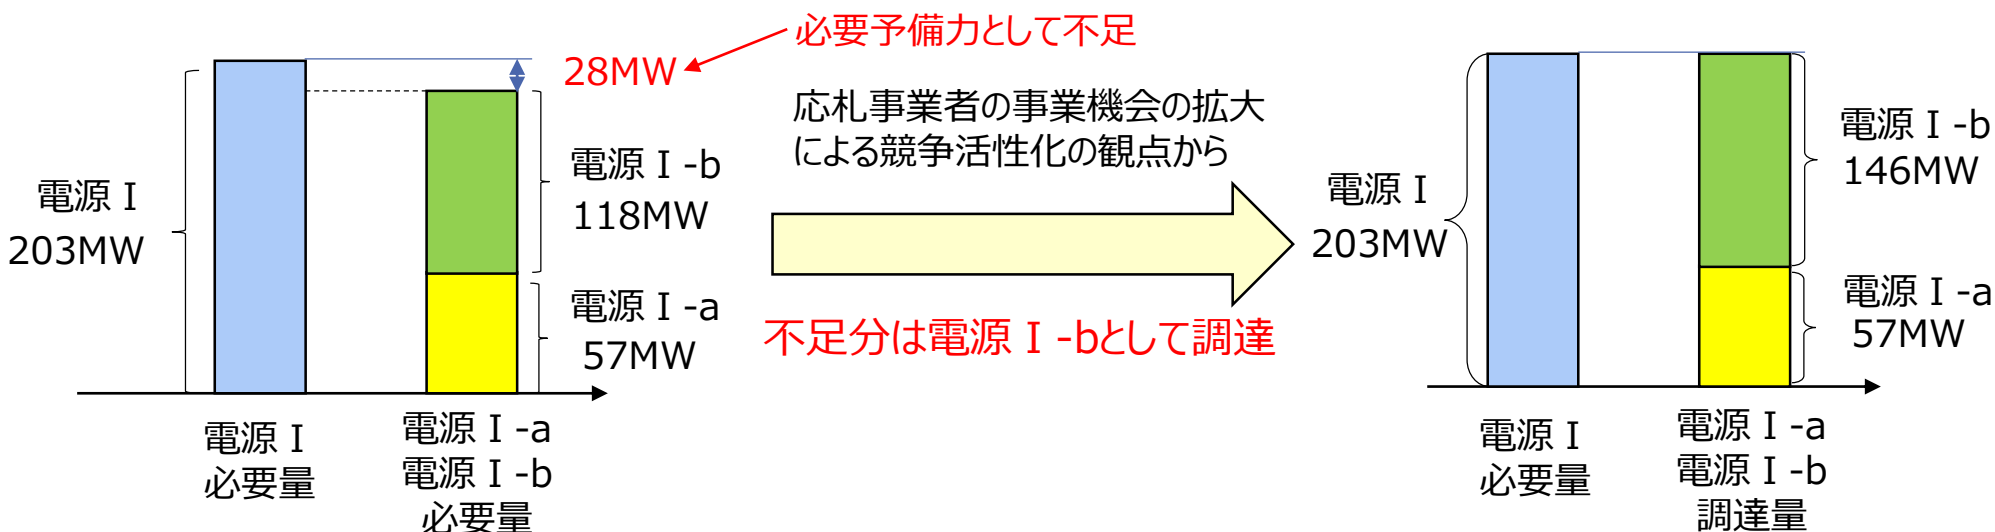 必要予備力として不足
28MW
電源Ⅰ
203MW
電源Ⅰ-b
118MW
電源Ⅰ-a
57MW
電源Ⅰ
必要量
電源Ⅰ-a
電源Ⅰ-b
必要量
応札事業者の事業機会の拡大
による競争活性化の観点から
不足分は電源Ⅰ-bとして調達
電源Ⅰ
203MW
電源Ⅰ-b
146MW
電源Ⅰ-a
57MW
電源Ⅰ
必要量
電源Ⅰ-a
電源Ⅰ-b
調達量